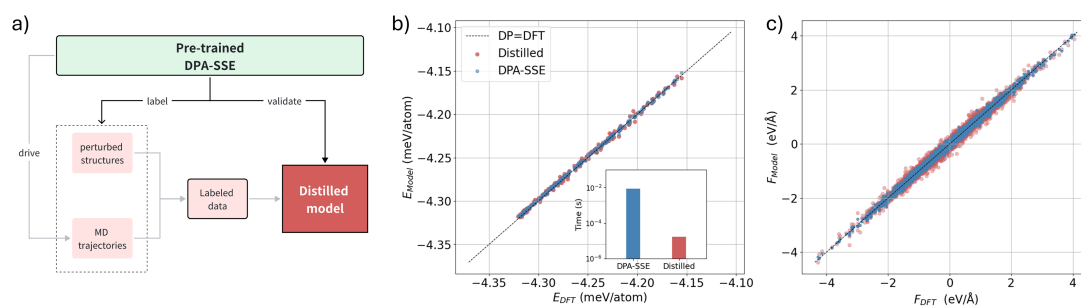 a)
Pre-trained
DPA-SSE
label
validate
drive
perturbed
structures
MD
trajectories
Labeled
data
Distilled
model
b)
−4.10
−4.15
−4.20
−4.25
−4.30
−4.35
E_Model (meV/atom)
DP=DFT
Distilled
DPA-SSE
Time (s)
10⁻²
10⁻⁴
10⁻⁶
DPA-SSE Distilled
−4.35 −4.30 −4.25 −4.20 −4.15 −4.10
E_DFT (meV/atom)
c)
4
2
0
−2
−4
F_Model (eV/Å)
−4 −2 0 2 4
F_DFT (eV/Å)